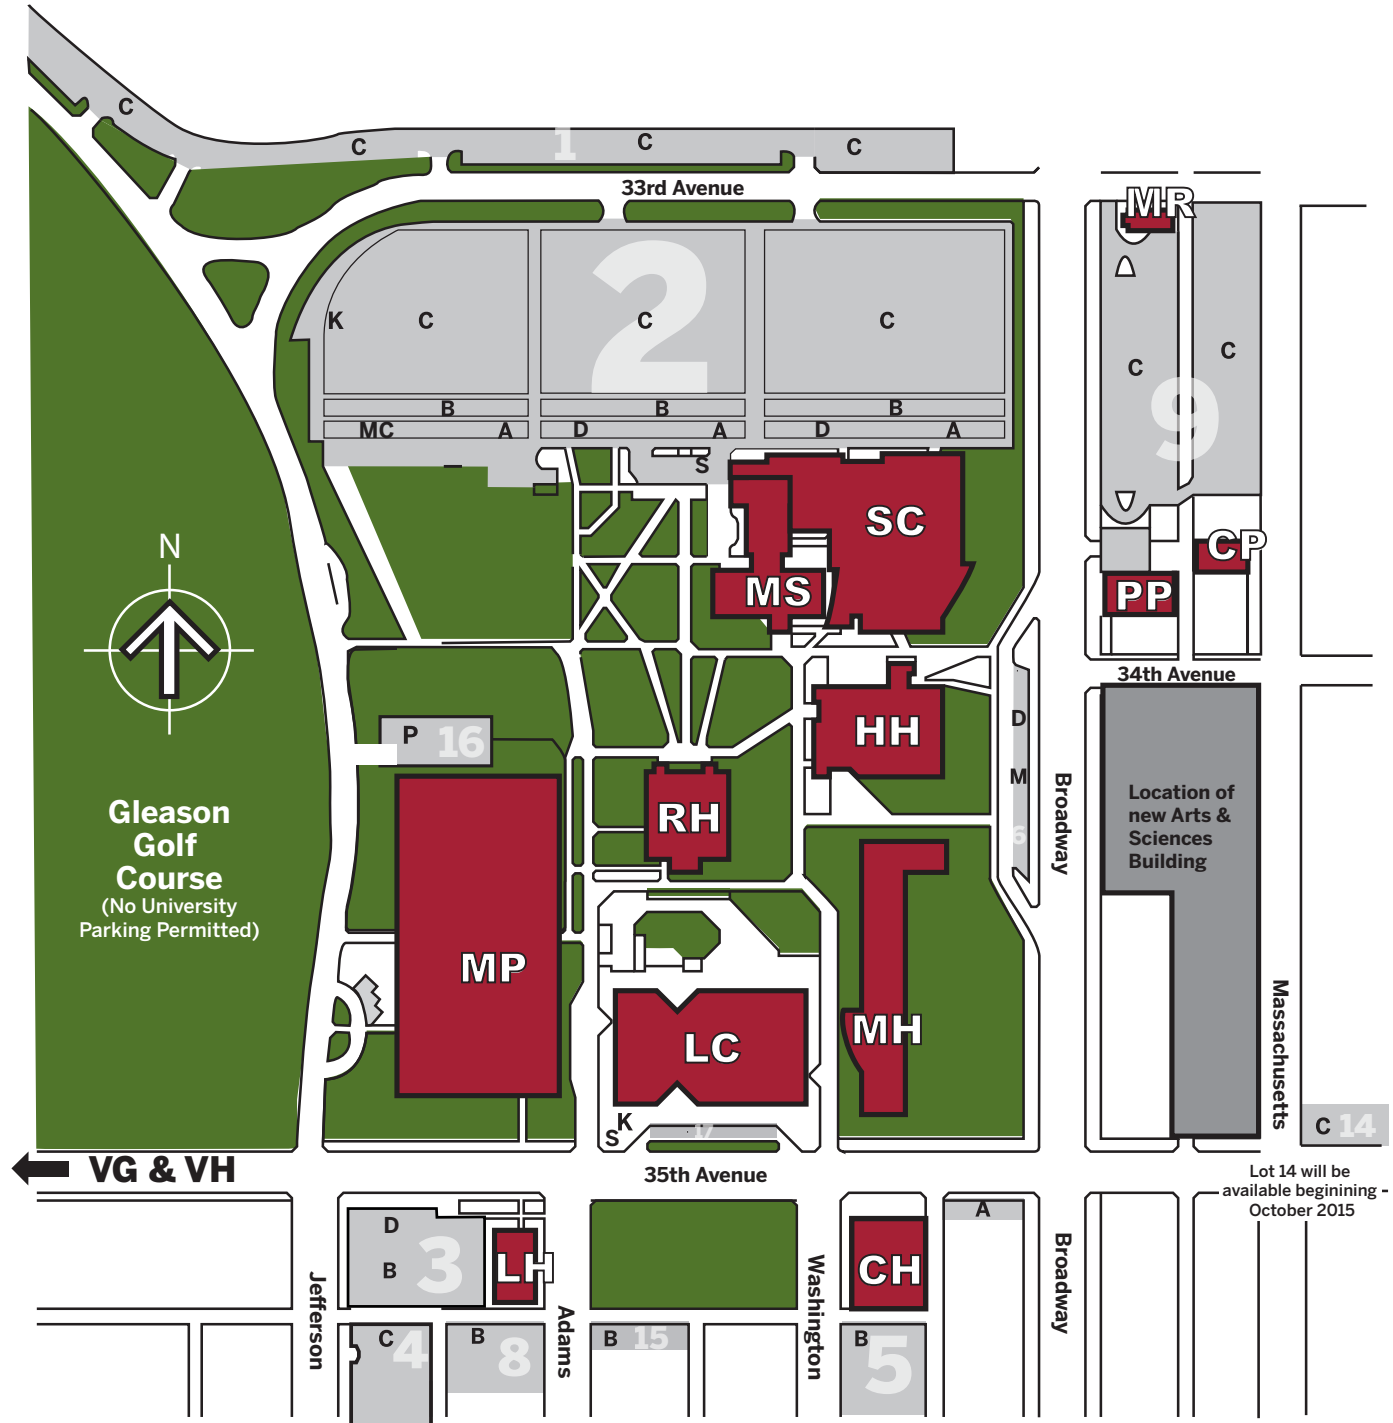 C
C
1
C
C
33rd Avenue
MR
2
K
C
C
C
C
C
9
B
B
B
MC
A
D
A
D
A
S
SC
N
CP
MS
PP
34th Avenue
P
16
D
HH
M
Broadway
Location of
new Arts &
Sciences
Building
Gleason
Golf
Course
(No University
Parking Permitted)
RH
6
MP
LC
MH
Massachusetts
K
S
17
C
14
VG & VH
35th Avenue
Lot 14 will be
available beginining -
October 2015
D
A
B
3
LH
CH
Jefferson
Adams
Washington
Broadway
C
4
B
8
B
15
B
5